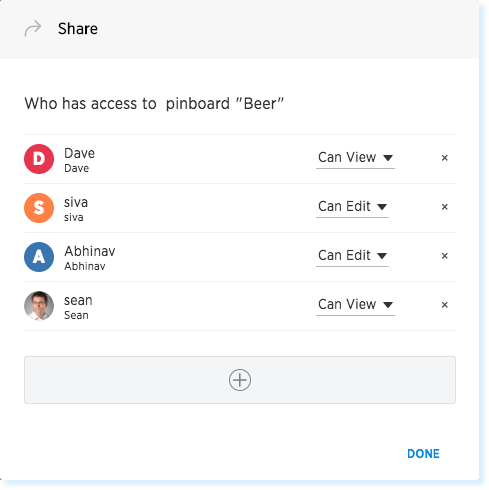 Share
Who has access to pinboard "Beer"
D Dave Can View ×
Dave
S siva Can Edit ×
siva
A Abhinav Can Edit ×
Abhinav
sean Can View ×
Sean
DONE